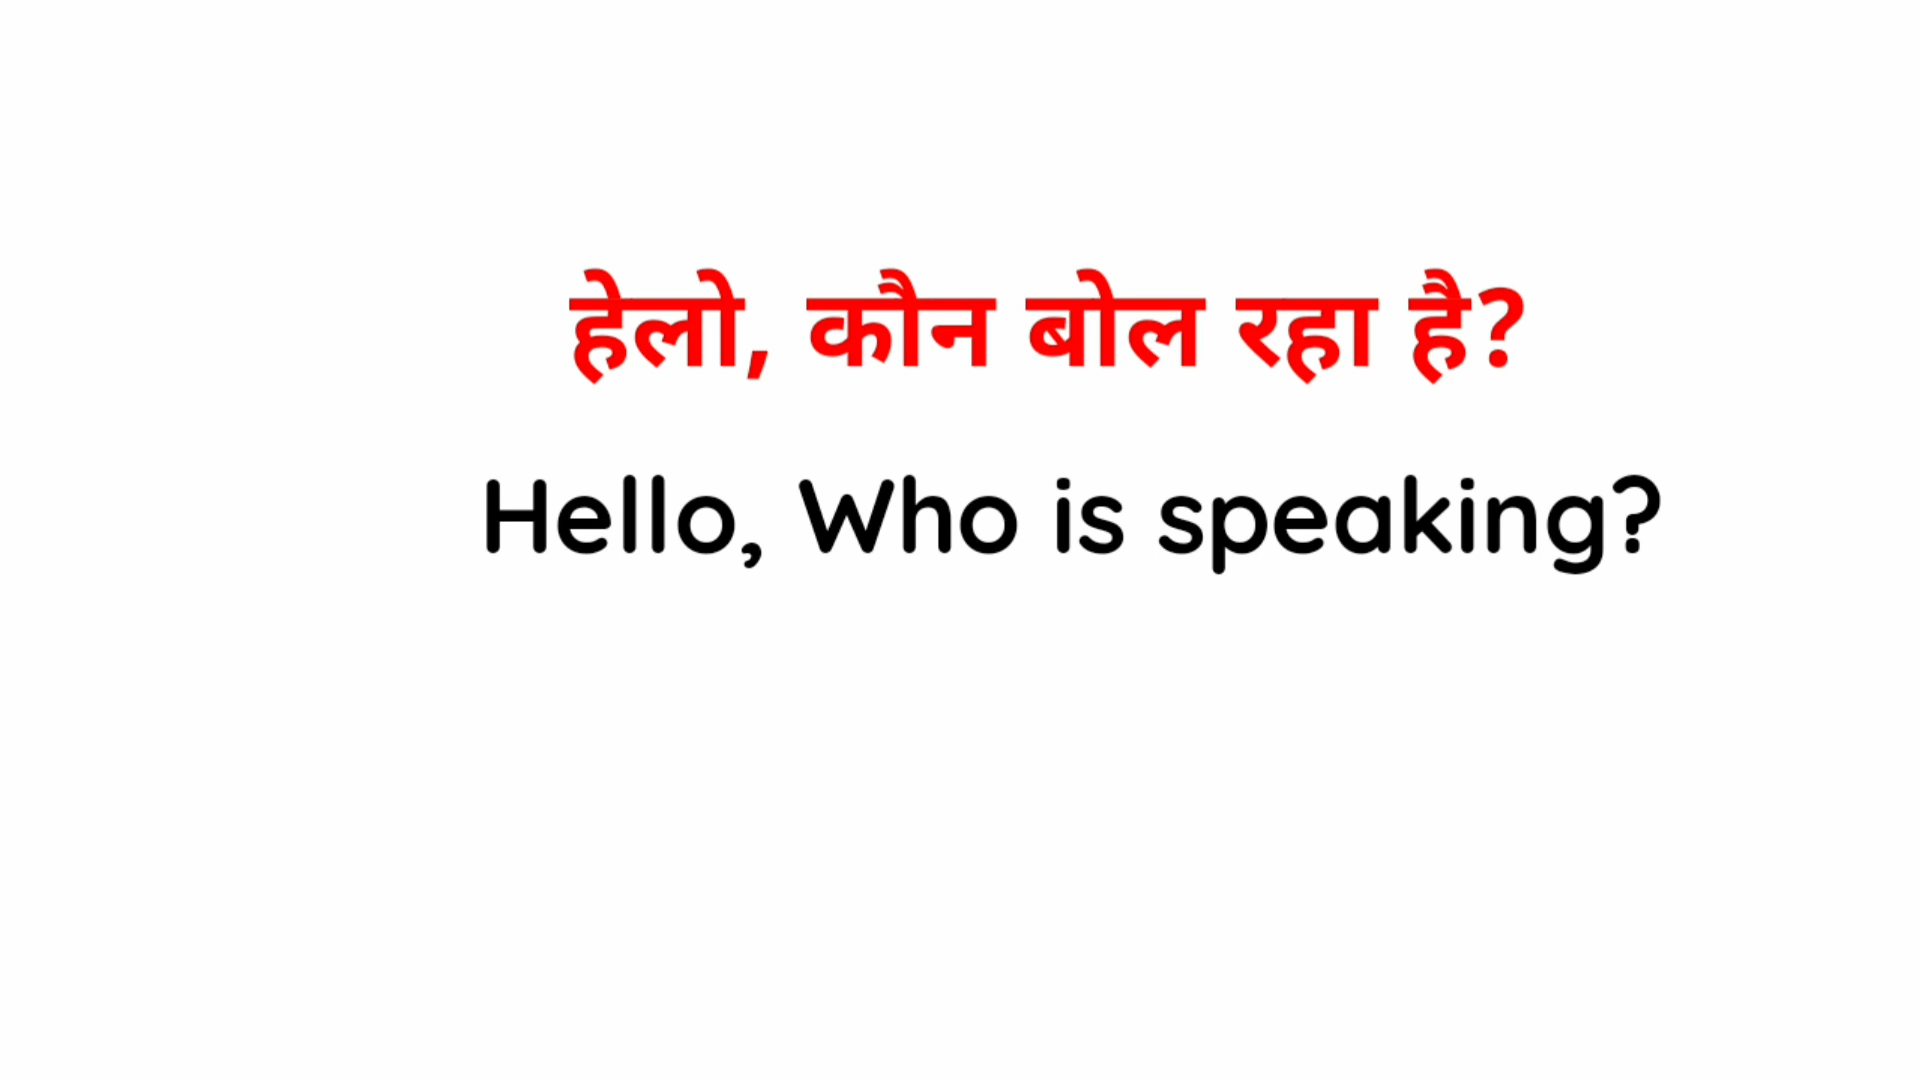 हेलो, कौन बोल रहा है?
Hello, Who is speaking?